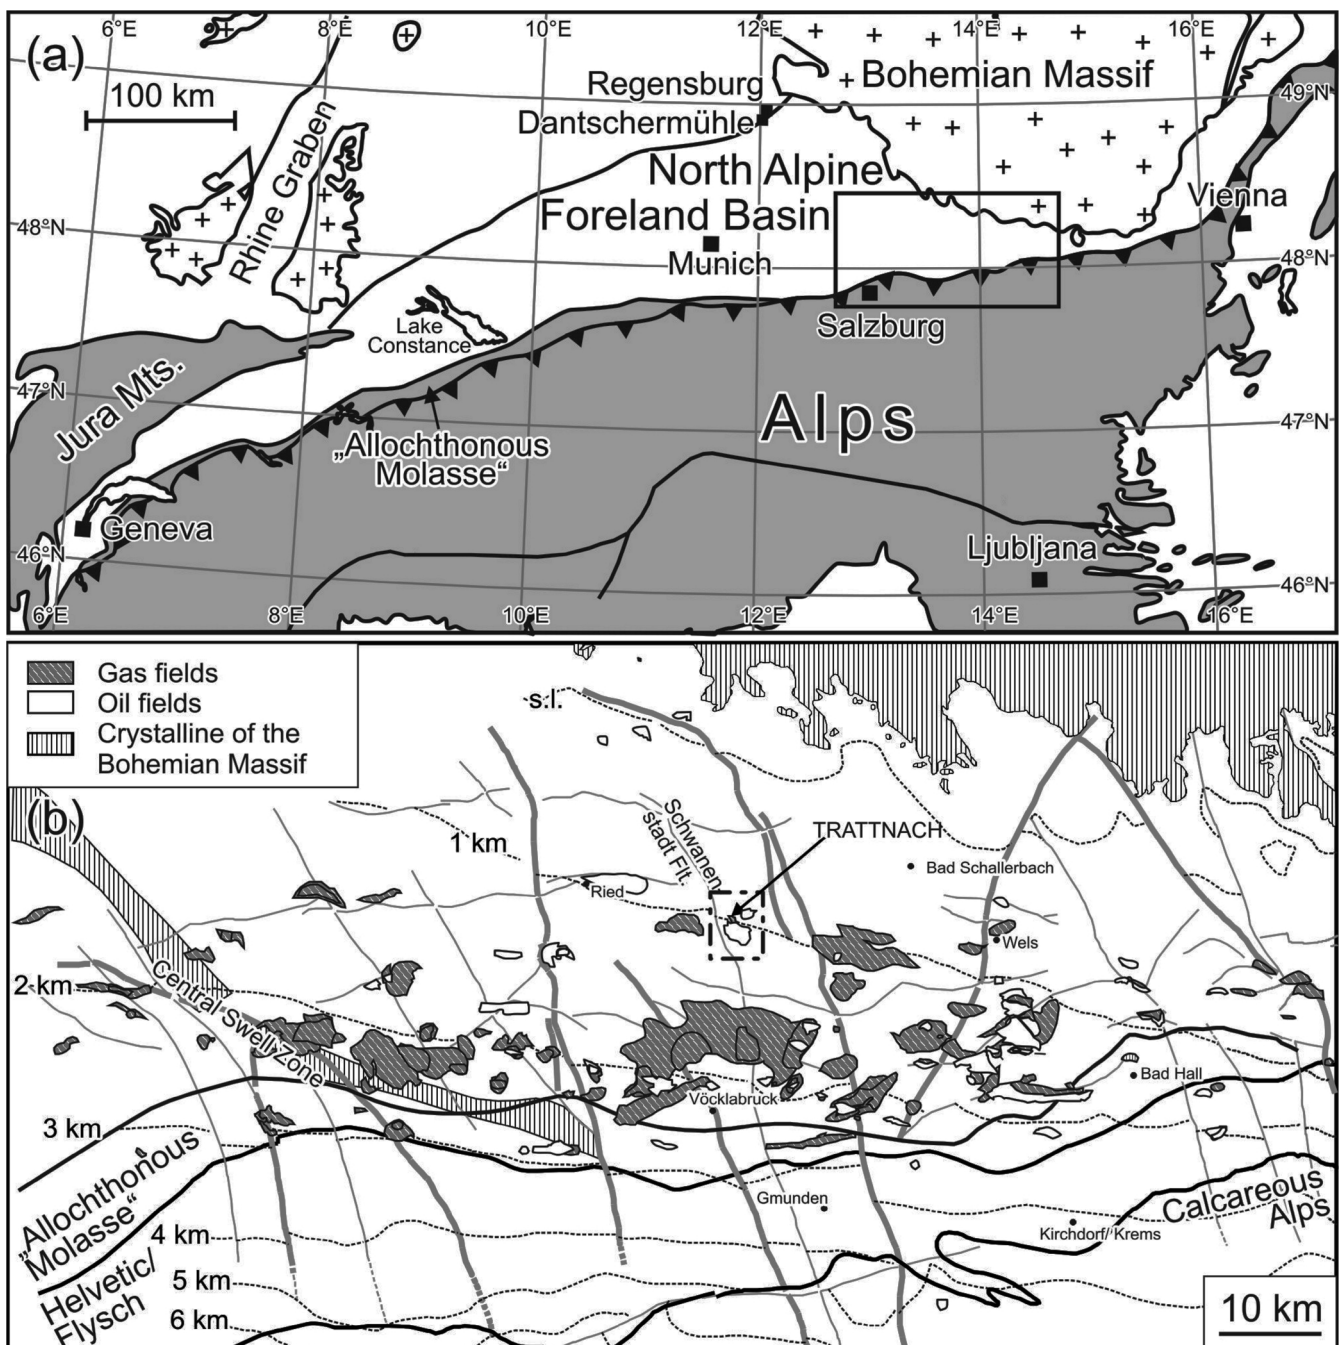 (a)
6°E
8°E
10°E
12°E
14°E
16°E
100 km
Regensburg
Dantschermühle
Bohemian Massif
49°N
Rhine Graben
North Alpine
Foreland Basin
Munich
Vienna
48°N
48°N
Salzburg
Lake
Constance
Jura Mts.
47°N
47°N
Alps
„Allochthonous
Molasse“
Geneva
Ljubljana
46°N
46°N
6°E
8°E
10°E
12°E
14°E
16°E
Gas fields
Oil fields
Crystalline of the
Bohemian Massif
(b)
s.l.
1 km
Schwanen
stadt Flt.
TRATTNACH
Bad Schallerbach
Ried
Wels
2 km
Central Swell Zone
Bad Hall
Vöcklabruck
3 km
„Allochthonous
Molasse“
Gmunden
Kirchdorf/ Krems
Calcareous
Alps
4 km
Helvetic/
Flysch
5 km
6 km
10 km